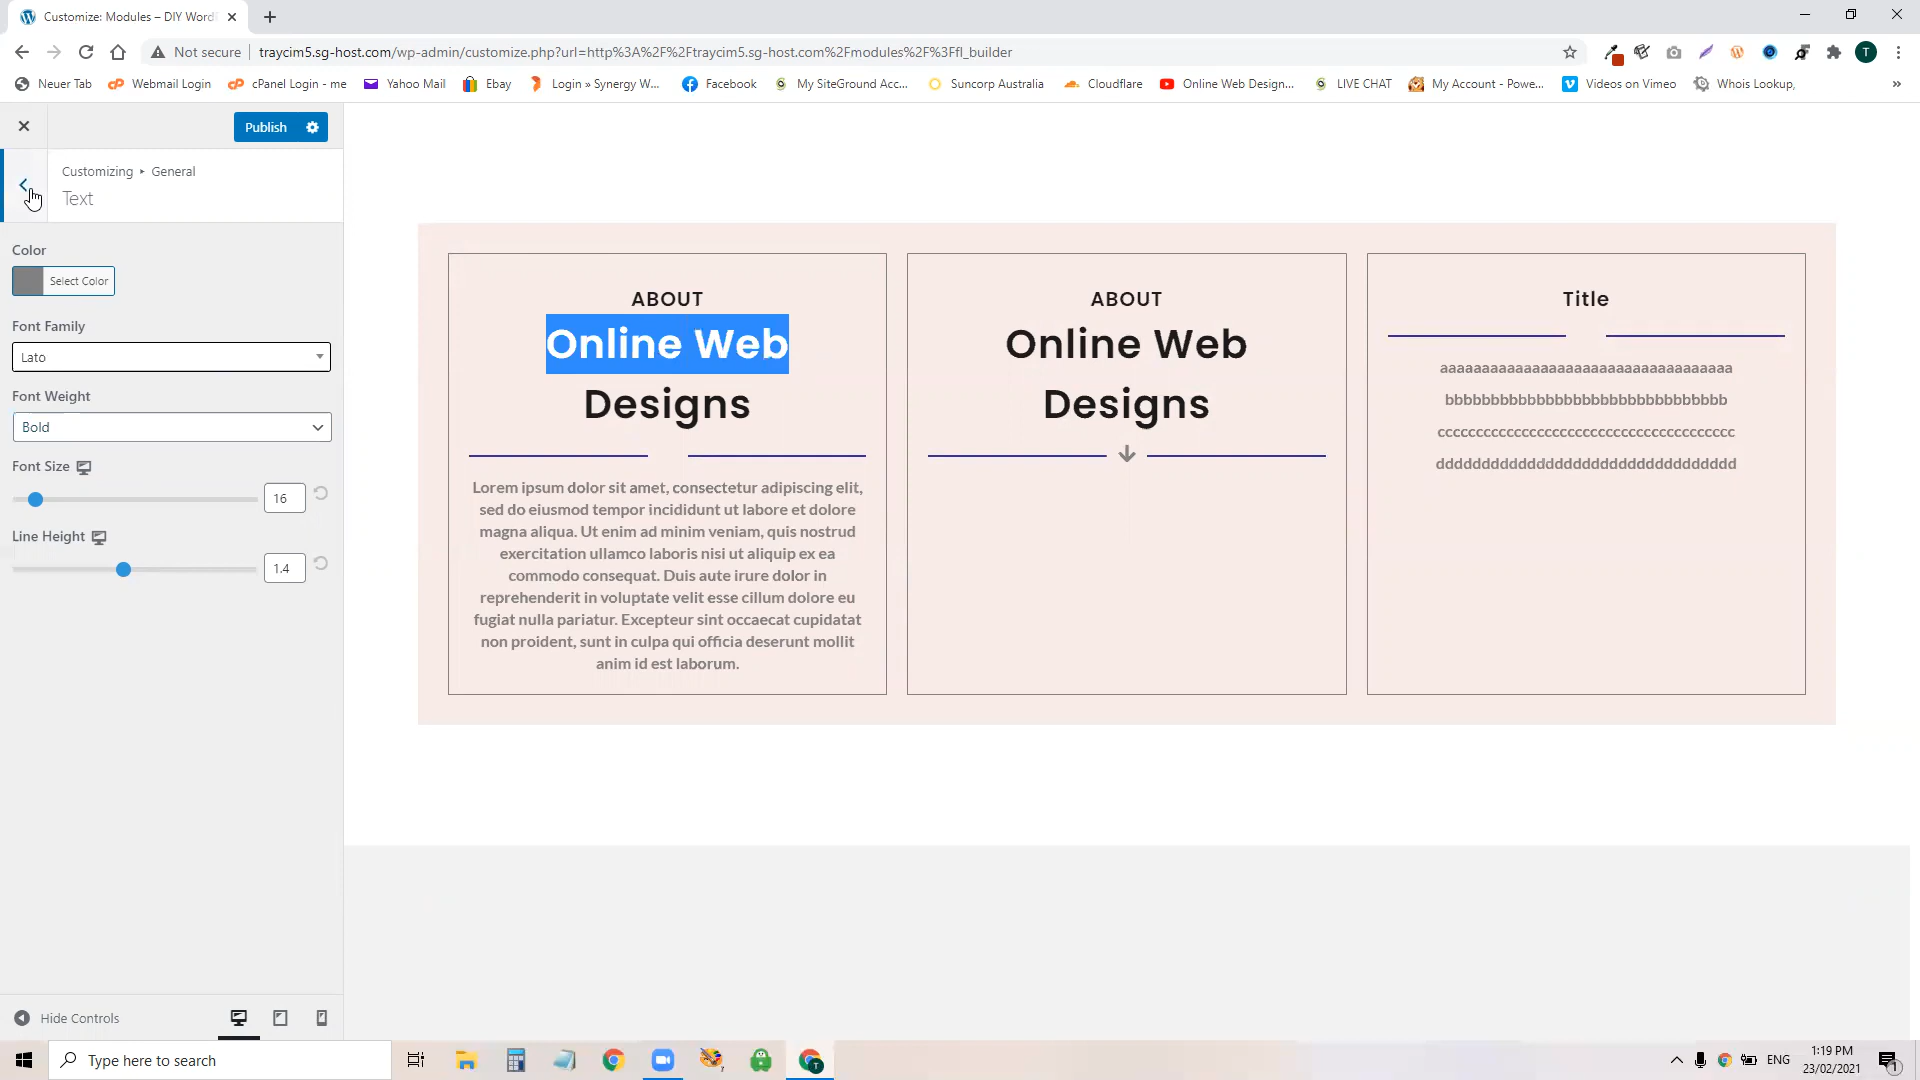 Customize: Modules – DIY WordP
Not secure
traycim5.sg-host.com/wp-admin/customize.php?url=http%3A%2F%2Ftraycim5.sg-host.com%2Fmodules%2F%3Ffl_builder
T
Neuer Tab
Webmail Login
cPanel Login - me
Yahoo Mail
Ebay
Login » Synergy W...
Facebook
My SiteGround Acc...
Suncorp Australia
Cloudflare
Online Web Design...
LIVE CHAT
My Account - Powe...
Videos on Vimeo
Whois Lookup,
»
Publish
Customizing ▸ General
Text
Color
Select Color
Font Family
Lato
Font Weight
Bold
Font Size
16
Line Height
1.4
Hide Controls
ABOUT
Online Web
Designs
Lorem ipsum dolor sit amet, consectetur adipiscing elit,
sed do eiusmod tempor incididunt ut labore et dolore
magna aliqua. Ut enim ad minim veniam, quis nostrud
exercitation ullamco laboris nisi ut aliquip ex ea
commodo consequat. Duis aute irure dolor in
reprehenderit in voluptate velit esse cillum dolore eu
fugiat nulla pariatur. Excepteur sint occaecat cupidatat
non proident, sunt in culpa qui officia deserunt mollit
anim id est laborum.
ABOUT
Online Web
Designs
Title
Type here to search
ENG
1:19 PM
23/02/2021
1